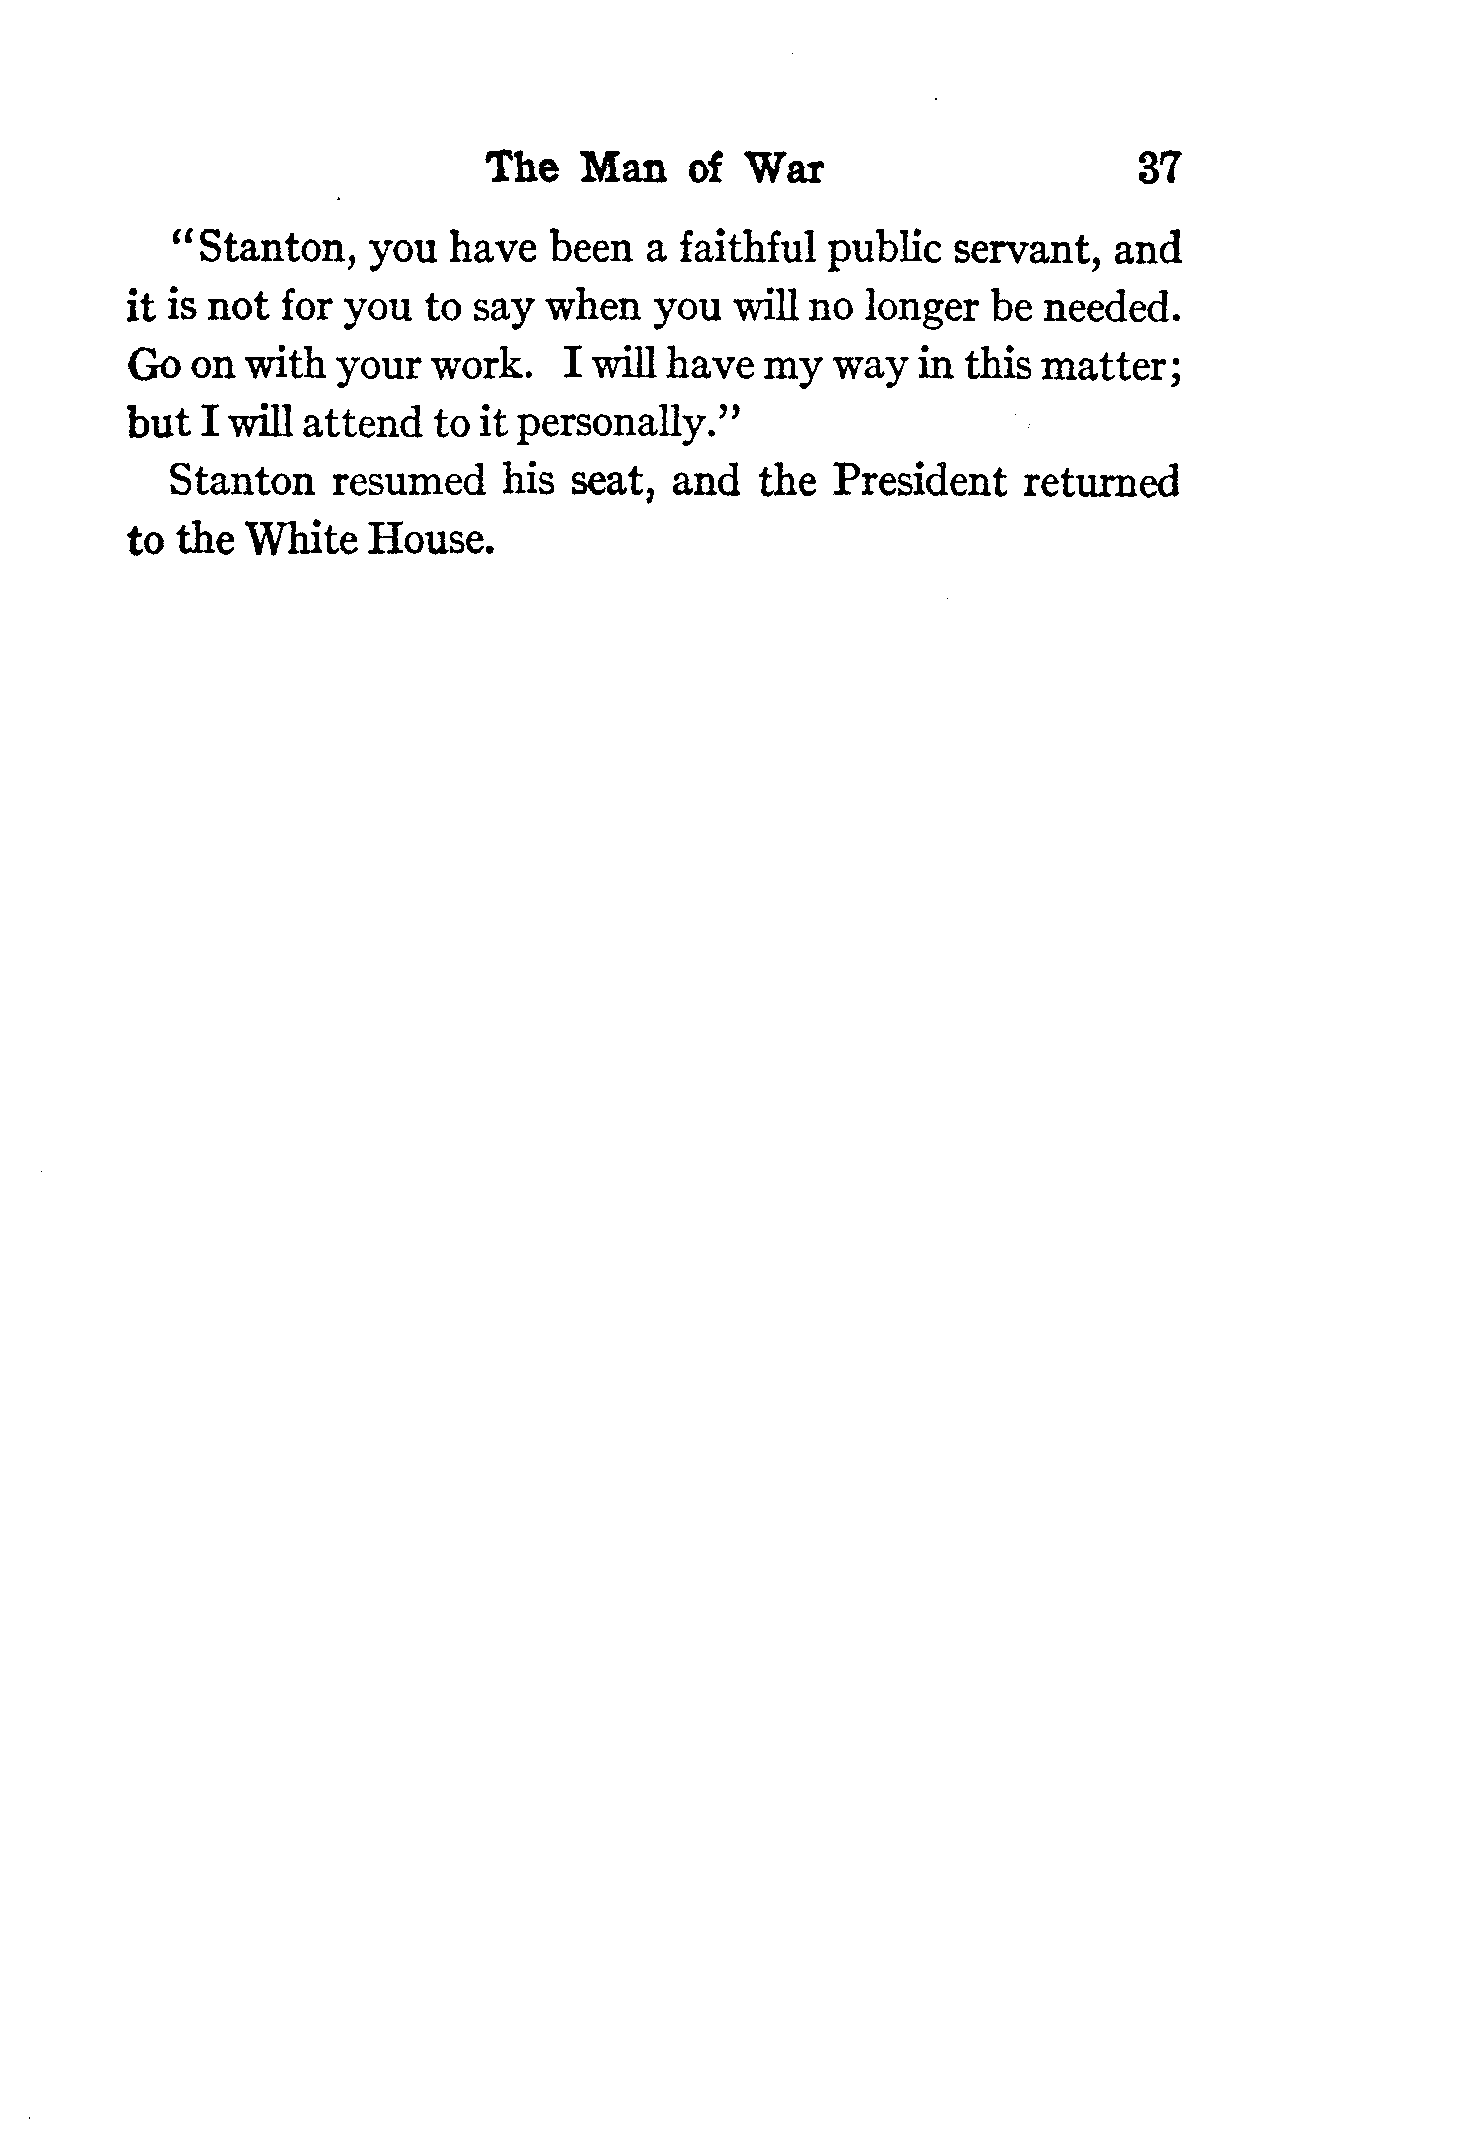 The Man of War 37
“Stanton, you have been a faithful public servant, and
it is not for you to say when you will no longer be needed.
Go on with your work. I will have my way in this matter;
but I will attend to it personally.”
Stanton resumed his seat, and the President returned
to the White House.